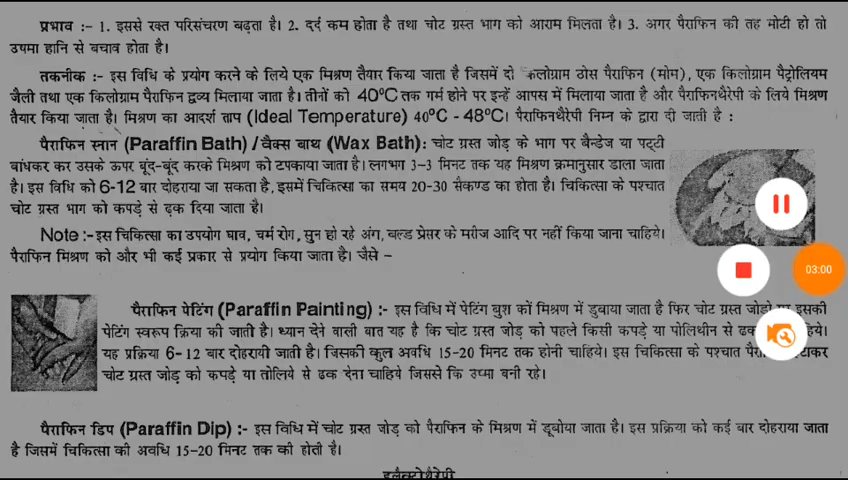 प्रभाव :- 1. इससे रक्त परिसंचरण बढ़ता है। 2. दर्द कम होता है तथा चोट ग्रस्त भाग को आराम मिलता है। 3. अगर पैराफिन की तह मोटी हो तो
उषमा हानि से बचाव होता है।
तकनीक :- इस विधि के प्रयोग करने के लिये एक मिश्रण तैयार किया जाता है जिसमें दो कलोग्राम ठोस पैराफिन (मोम), एक किलोग्राम पैट्रोलियम
जैली तथा एक किलोग्राम पैराफिन द्रव्य मिलाया जाता है। तीनों को 40°C तक गर्म होने पर इन्हें आपस में मिलाया जाता है और पैराफिनथैरेपी के लिये मिश्रण
तैयार किया जाता है। मिश्रण का आदर्श ताप (Ideal Temperature) 40°C - 48°C। पैराफिनथैरेपी निम्न के द्वारा दी जाती है :
पैराफिन स्नान (Paraffin Bath) / वैक्स बाथ (Wax Bath): चोट ग्रस्त जोड़ के भाग पर बैन्डेज या पट्टी
बांधकर कर उसके ऊपर बूंद-बूंद करके मिश्रण को टपकाया जाता है। लगभग 3-3 मिनट तक यह मिश्रण क्रमानुसार डाला जाता
है। इस विधि को 6-12 बार दोहराया जा सकता है, इसमें चिकित्सा का समय 20-30 सैकण्ड का होता है। चिकित्सा के पश्चात
चोट ग्रस्त भाग को कपड़े से ढ़क दिया जाता है।
Note :- इस चिकित्सा का उपयोग घाव, चर्म रोग, सुन हो रहे अंग, बल्ड प्रेसर के मरीज आदि पर नहीं किया जाना चाहिये।
पैराफिन मिश्रण को और भी कई प्रकार से प्रयोग किया जाता है। जैसे –
पैराफिन पेटिंग (Paraffin Painting) :- इस विधि में पेटिंग बुश कों मिश्रण में डुबाया जाता है फिर चोट ग्रस्त जोड़ो इसकी
पेटिंग स्वरूप क्रिया की जाती है। ध्यान देने वाली बात यह है कि चोट ग्रस्त जोड़ को पहले किसी कपड़े या पोलिथीन से ढक
यह प्रक्रिया 6-12 बार दोहरायी जाती है। जिसकी कुल अवधि 15-20 मिनट तक होनी चाहिये। इस चिकित्सा के पश्चात
चोट ग्रस्त जोड़ को कपड़े या तोलिये से ढक देना चाहिये जिससे कि उष्मा बनी रहे।
पैराफिन डिप (Paraffin Dip) :- इस विधि में चोट ग्रस्त जोड़ को पैराफिन के मिश्रण में डूबोया जाता है। इस प्रक्रिया को कई बार दोहराया जाता
है जिसमें चिकित्सा की अवधि 15-20 मिनट तक की होती है।
03:00